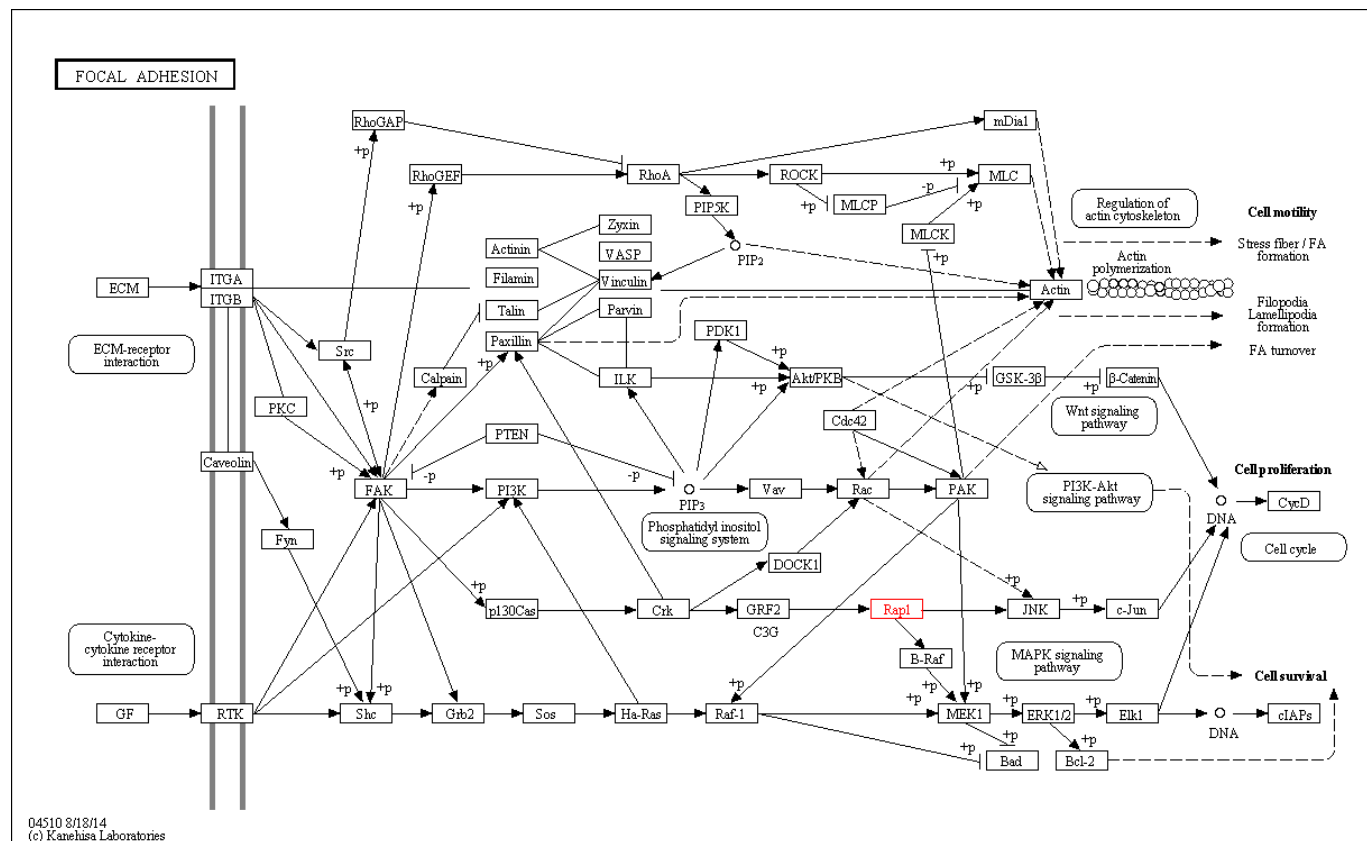 FOCAL ADHESION
RhoGAP
mDia1
+p
RhoGEF
RhoA
ROCK
+p
MLC
+p
+p
MLCP
-p
PIP5K
+p
Regulation of
actin cytoskeleton
Cell motility
Zyxin
MLCK
Actinin
VASP
PIP2
+p
Stress fiber / FA
formation
Actin
polymerization
ECM
ITGA
ITGB
Filamin
Vinculin
Actin
Talin
Parvin
Filopodia
Lamellipodia
formation
ECM-receptor
interaction
Src
Paxillin
PDK1
FA turnover
+p
+p
Calpain
ILK
+p
Akt/PKB
GSK-3β
β-Catenin
+p
+p
PKC
+p
Cdc42
Wnt signaling
pathway
PTEN
Caveolin
+p
-p
-p
Cell proliferation
FAK
PI3K
PIP3
Vav
Rac
PAK
PI3K-Akt
signaling pathway
DNA
CycD
Phosphatidyl inositol
signaling system
Fyn
Cell cycle
DOCK1
+p
+p
+p
+p
p130Cas
Crk
GRF2
Rap1
JNK
c-Jun
C3G
Cytokine-
cytokine receptor
interaction
B-Raf
MAPK signaling
pathway
+p
+p
Cell survival
+p
+p
+p
+p
+p
+p
GF
RTK
Shc
Grb2
Sos
Ha-Ras
Raf-1
MEK1
ERK1/2
Elk1
DNA
cIAPs
+p
+p
+p
Bad
Bcl-2
04510 8/18/14
(c) Kanehisa Laboratories